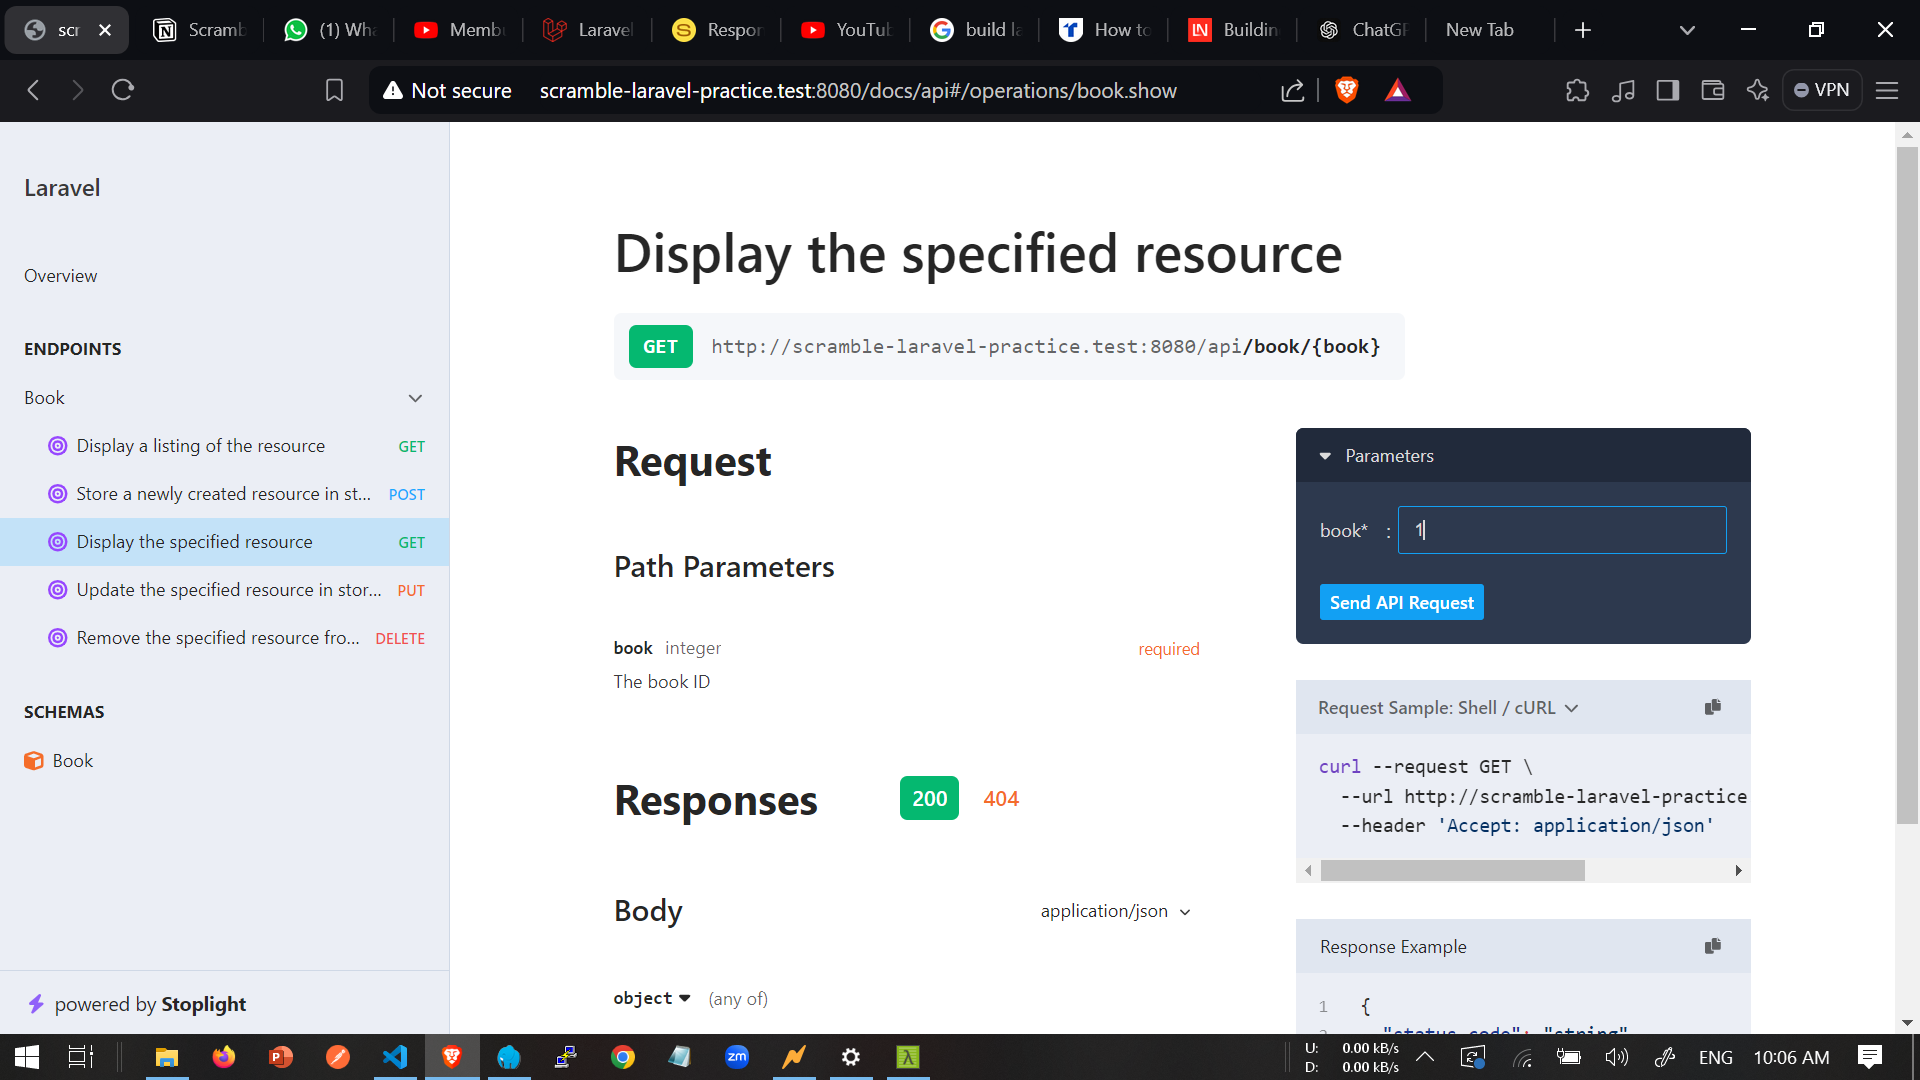 scr
Scramb
(1) Wha
Memb
Laravel
Respon
YouTub
build la
How to
Building
ChatGP
New Tab
Not secure
scramble-laravel-practice.test:8080/docs/api#/operations/book.show
VPN
Laravel
Overview
ENDPOINTS
Book
Display a listing of the resource GET
Store a newly created resource in st... POST
Display the specified resource GET
Update the specified resource in stor... PUT
Remove the specified resource fro... DELETE
SCHEMAS
Book
powered by Stoplight
Display the specified resource
GET http://scramble-laravel-practice.test:8080/api/book/{book}
Request
Path Parameters
book integer required
The book ID
Responses 200 404
Body application/json
object (any of)
Parameters
book* : 1
Send API Request
Request Sample: Shell / cURL
curl --request GET \
--url http://scramble-laravel-practice
--header 'Accept: application/json'
Response Example
1 {
2 "status_code": "string"
U: 0.00 kB/s
D: 0.00 kB/s
ENG
10:06 AM